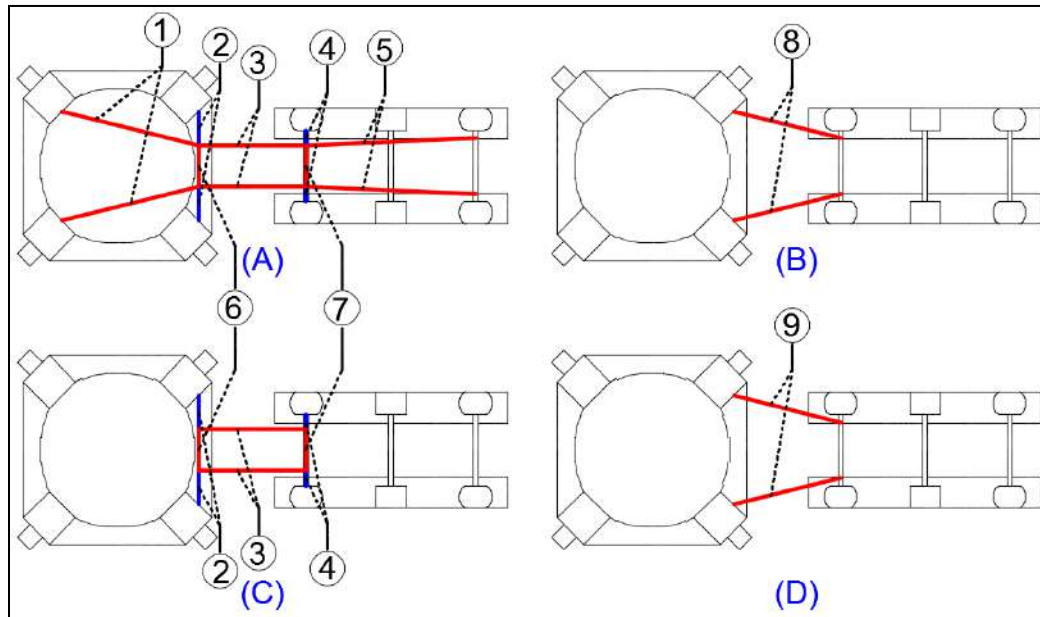 ① ② ③ ④ ⑤ ⑧
(A) (B)
⑥ ⑦ ⑨
② ③ ④
(C) (D)